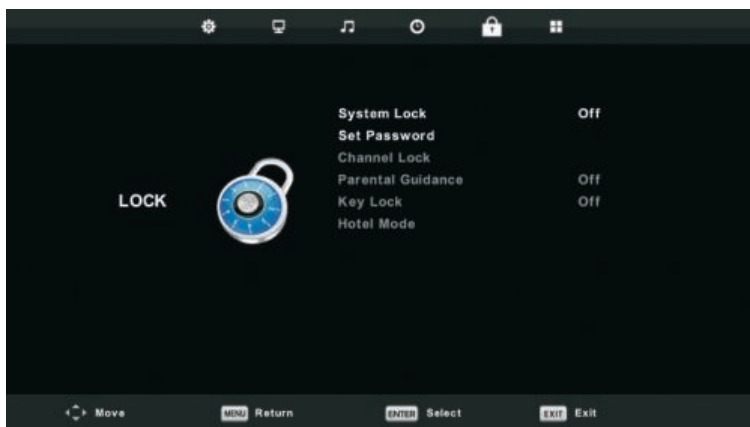 System Lock Off
Set Password
Channel Lock
Parental Guidance Off
LOCK
Key Lock Off
Hotel Mode
Move MENU Return ENTER Select EXIT Exit